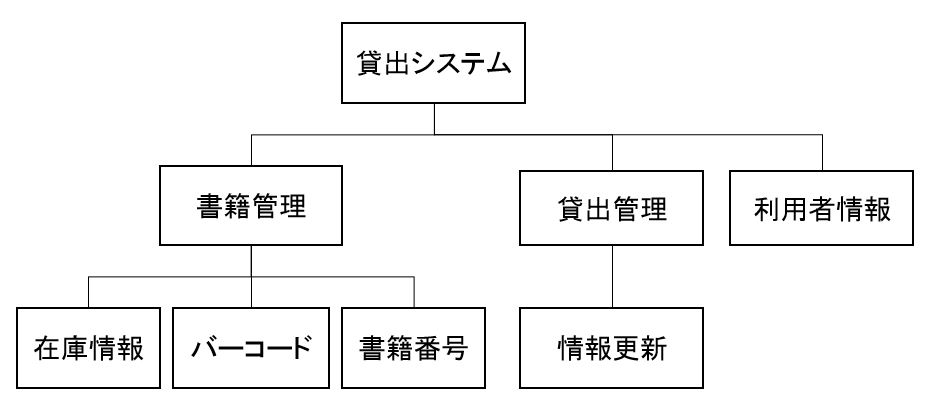 貸出システム
書籍管理
貸出管理
利用者情報
在庫情報
バーコード
書籍番号
情報更新